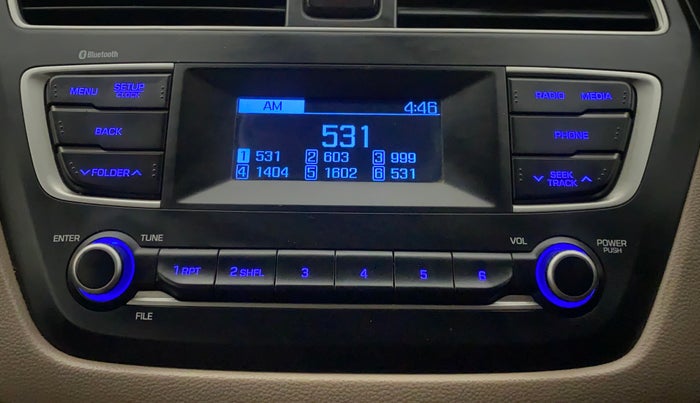 Bluetooth
MENU SETUP CLOCK
RADIO MEDIA
AM 4:46
531
1 531 2 603 3 999
4 1404 5 1602 6 531
BACK
PHONE
FOLDER
SEEK TRACK
ENTER TUNE
VOL POWER PUSH
1 RPT 2 SHFL 3 4 5 6
FILE